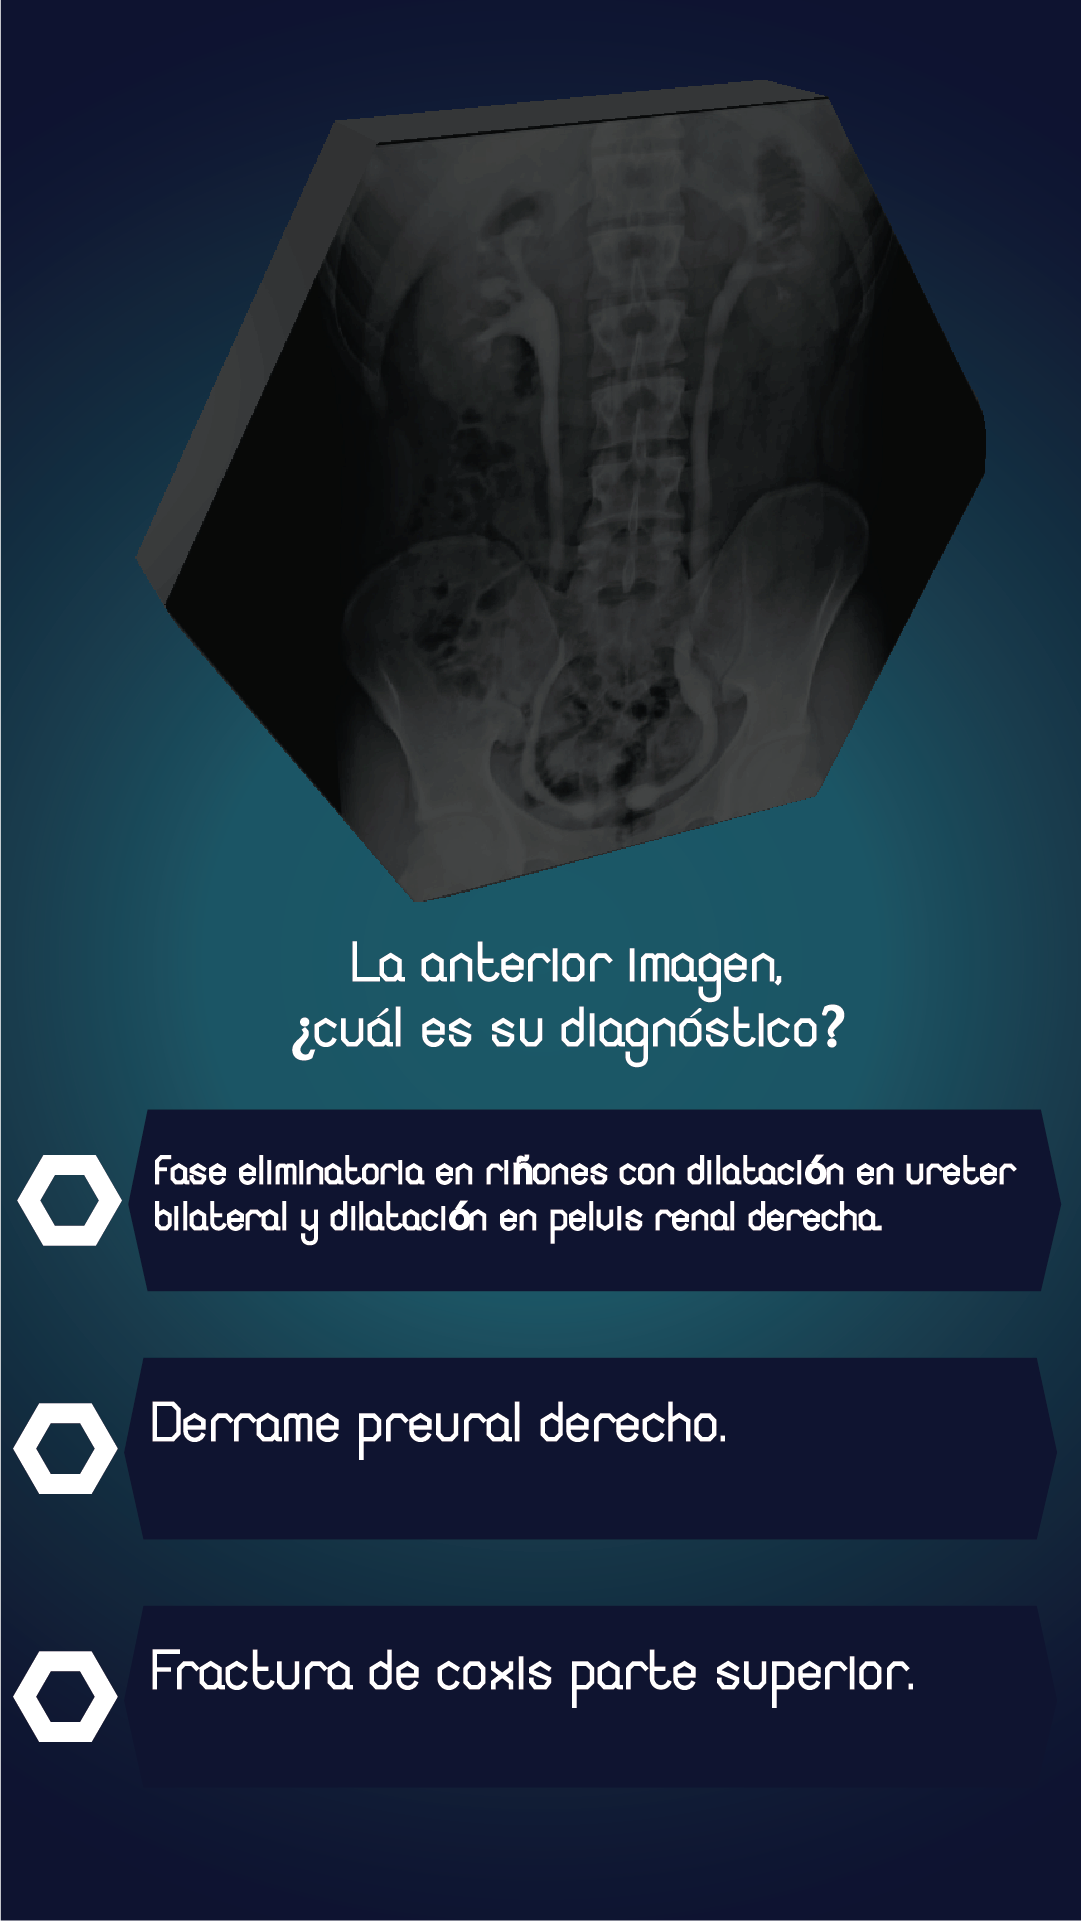 La anterior imagen,
¿cuál es su diagnóstico?
Fase eliminatoria en riñones con dilatación en ureter
bilateral y dilatación en pelvis renal derecha.
Derrame preural derecho.
Fractura de coxis parte superior.